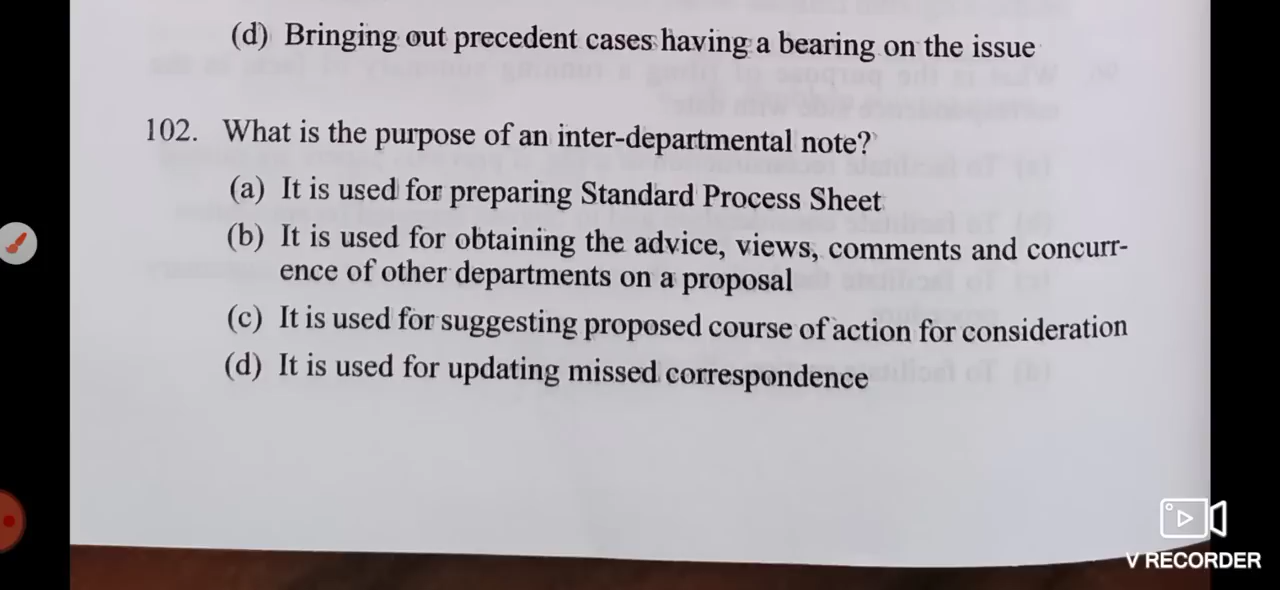 (d) Bringing out precedent cases having a bearing on the issue
102. What is the purpose of an inter-departmental note?
(a) It is used for preparing Standard Process Sheet
(b) It is used for obtaining the advice, views, comments and concurr-
ence of other departments on a proposal
(c) It is used for suggesting proposed course of action for consideration
(d) It is used for updating missed correspondence
V RECORDER